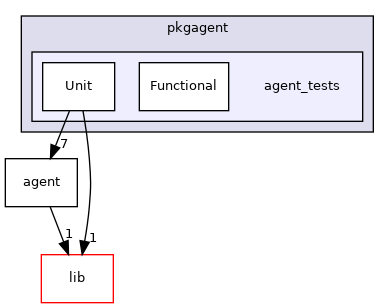 pkgagent
Unit
Functional
agent_tests
7
agent
1
1
lib